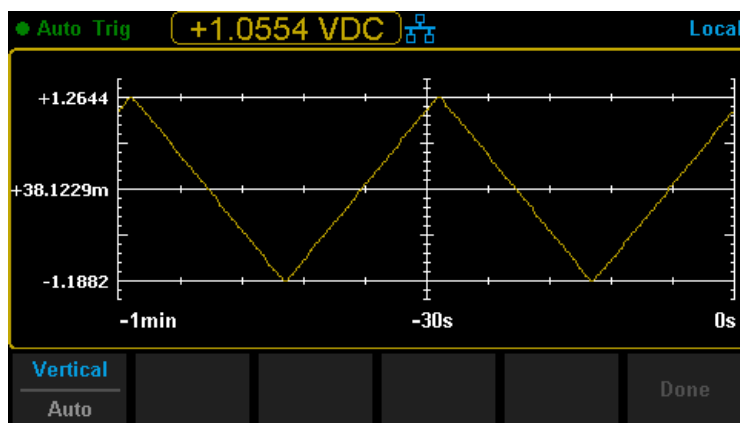 Auto Trig +1.0554 VDC Local
+1.2644
+38.1229m
-1.1882
-1min -30s 0s
Vertical
Auto
Done